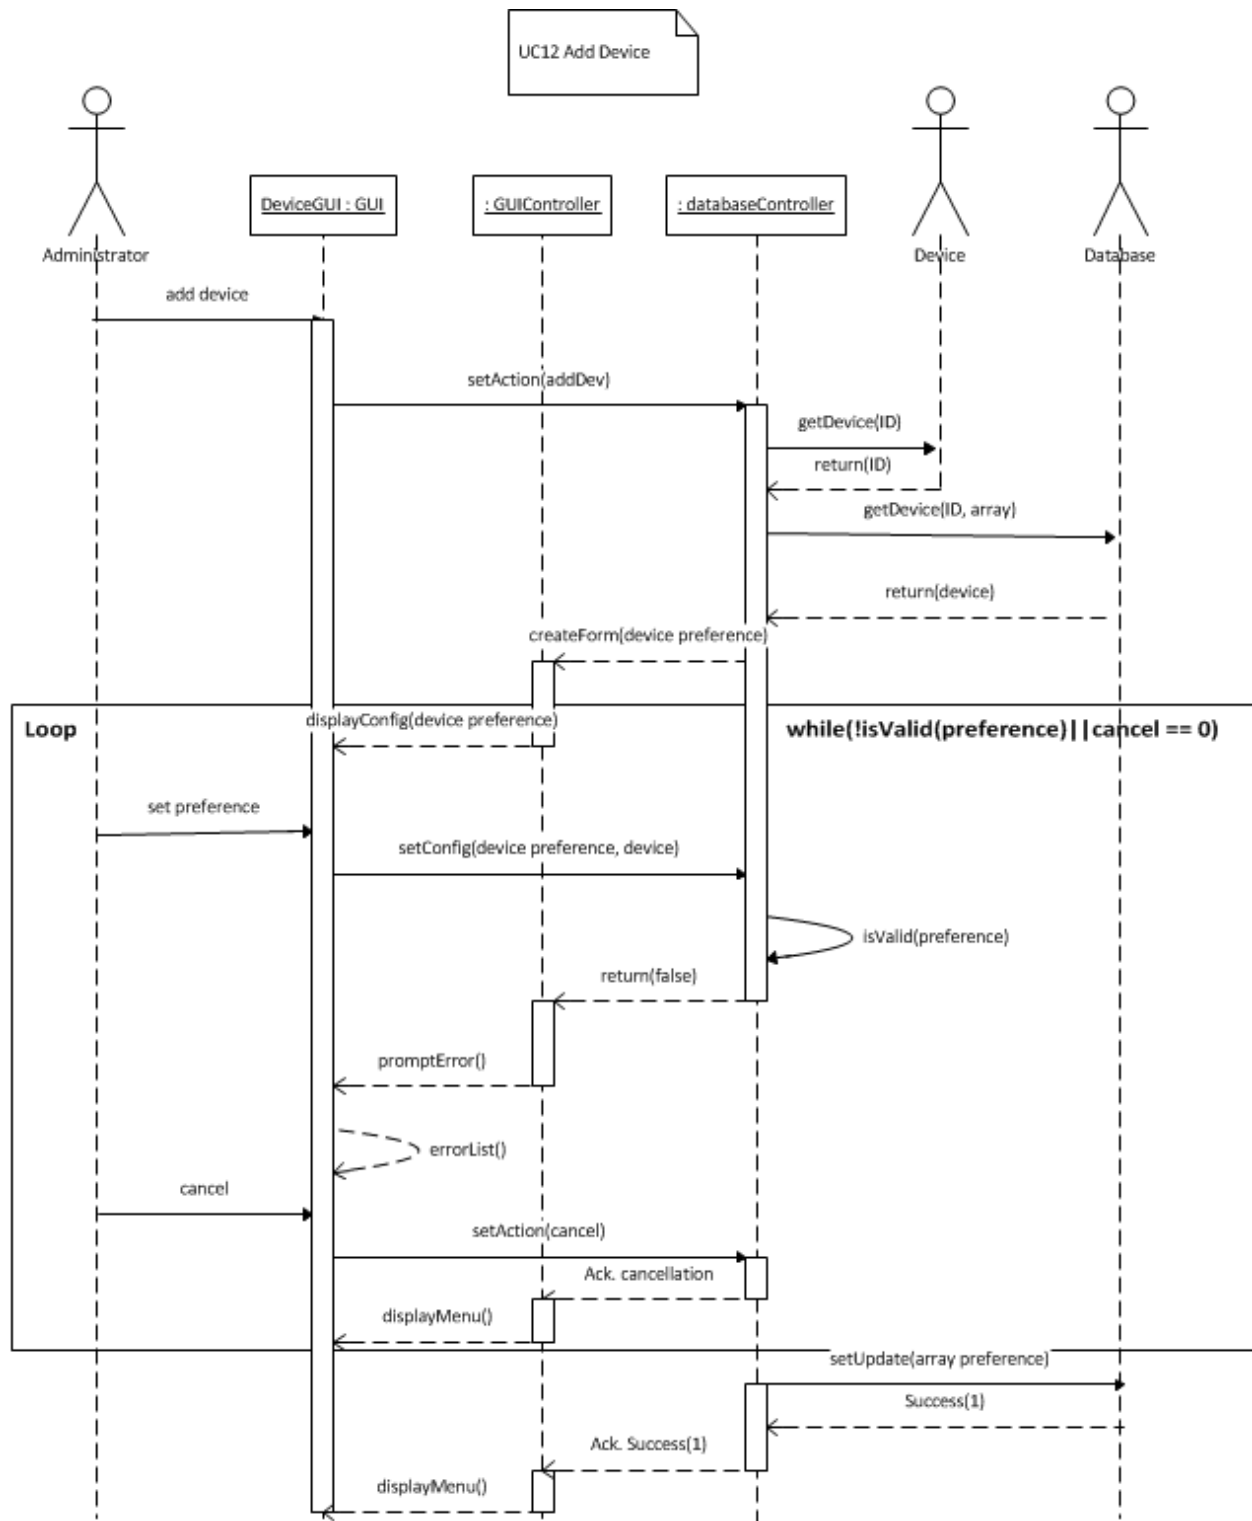 UC12 Add Device
DeviceGUI : GUI
: GUIController
: databaseController
Administrator
Device
Database
add device
setAction(addDev)
getDevice(ID)
return(ID)
getDevice(ID, array)
return(device)
createForm(device preference)
displayConfig(device preference)
Loop
while(!isValid(preference)||cancel == 0)
set preference
setConfig(device preference, device)
isValid(preference)
return(false)
promptError()
errorList()
cancel
setAction(cancel)
Ack. cancellation
displayMenu()
setUpdate(array preference)
Success(1)
Ack. Success(1)
displayMenu()